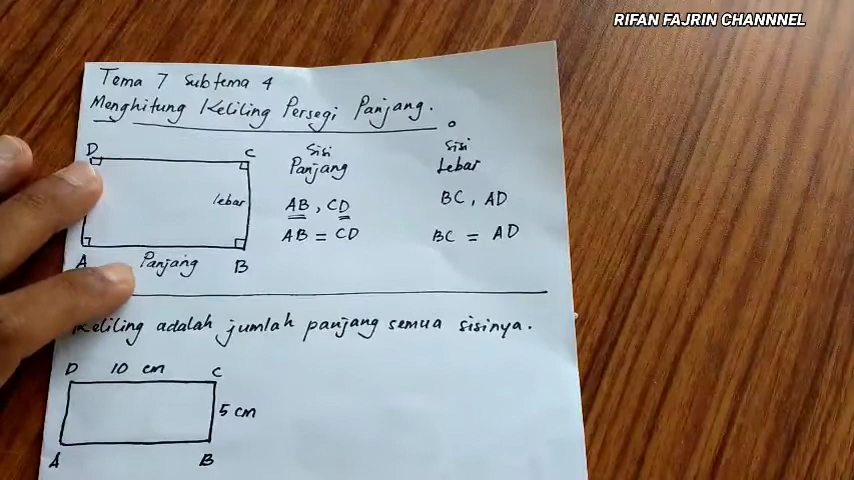 RIFAN FAJRIN CHANNNEL
Tema 7 Subtema 4
Menghitung Keliling Persegi Panjang.
D
C
lebar
A
Panjang
B
Sisi
Panjang
AB, CD
AB = CD
Sisi
Lebar
BC, AD
BC = AD
Keliling adalah jumlah panjang semua sisinya.
D 10 cm C
5 cm
A B